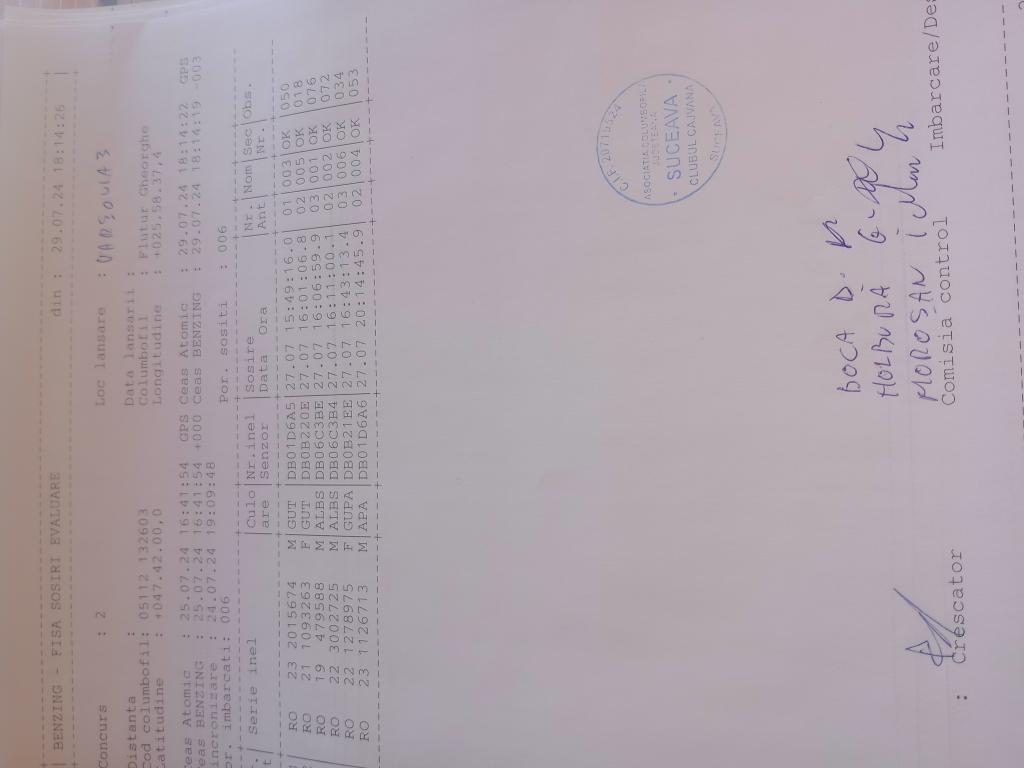 | BENZING - FISA SOSIRI EVALUARE din : 29.07.24 18:14:26 |
Concurs : 2 Loc lansare : VARSOVIA 3
Distanta : Data lansarii :
Cod columbofil: 05112 132603 Columbofil : Flutur Gheorghe
Latitudine : +047.42.00,0 Longitudine : +025.58.37,4
Ceas Atomic : 25.07.24 16:41:54 GPS Ceas Atomic : 29.07.24 18:14:22 GPS
Ceas BENZING : 25.07.24 16:41:54 +000 Ceas BENZING : 29.07.24 18:14:19 -003
incronizare : 24.07.24 19:09:48
or. imbarcati: 006 Por. sositi : 006
r.| Serie inel |Culo|Nr.inel |Sosire |Nr.|Nom|Sec|Obs.
t| |are |Senzor |Data Ora |Ant| |Nr.|
RO 23 2015674 M|GUT |DB01D6A5|27.07 15:49:16.0|01|003|OK |050
RO 21 1093263 F|GUT |DB0B220E|27.07 16:01:06.8|02|005|OK |018
RO 19 479588 M|ALBS|DB06C3BE|27.07 16:06:59.9|03|001|OK |076
RO 22 3002725 M|ALBS|DB06C3B4|27.07 16:11:00.1|02|002|OK |072
RO 22 1278975 F|GUPA|DB0B21EE|27.07 16:43:13.4|03|006|OK |034
RO 23 1126713 M|APA |DB01D6A6|27.07 20:14:45.9|02|004|OK |053
ASOCIATIA COLUMBOFILA
JUDETEANA
* SUCEAVA *
CLUBUL CAJVANA
BOCA D.
HOLBURĂ G.
MOROSAN I
: Crescator Comisia control Imbarcare/Des